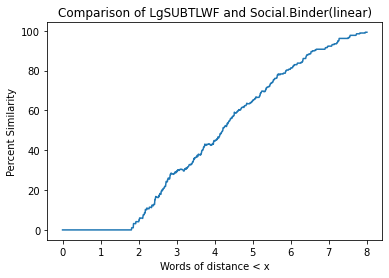 Comparison of LgSUBTLWF and Social.Binder(linear)
100
80
60
40
20
0
Percent Similarity
0 1 2 3 4 5 6 7 8
Words of distance < x